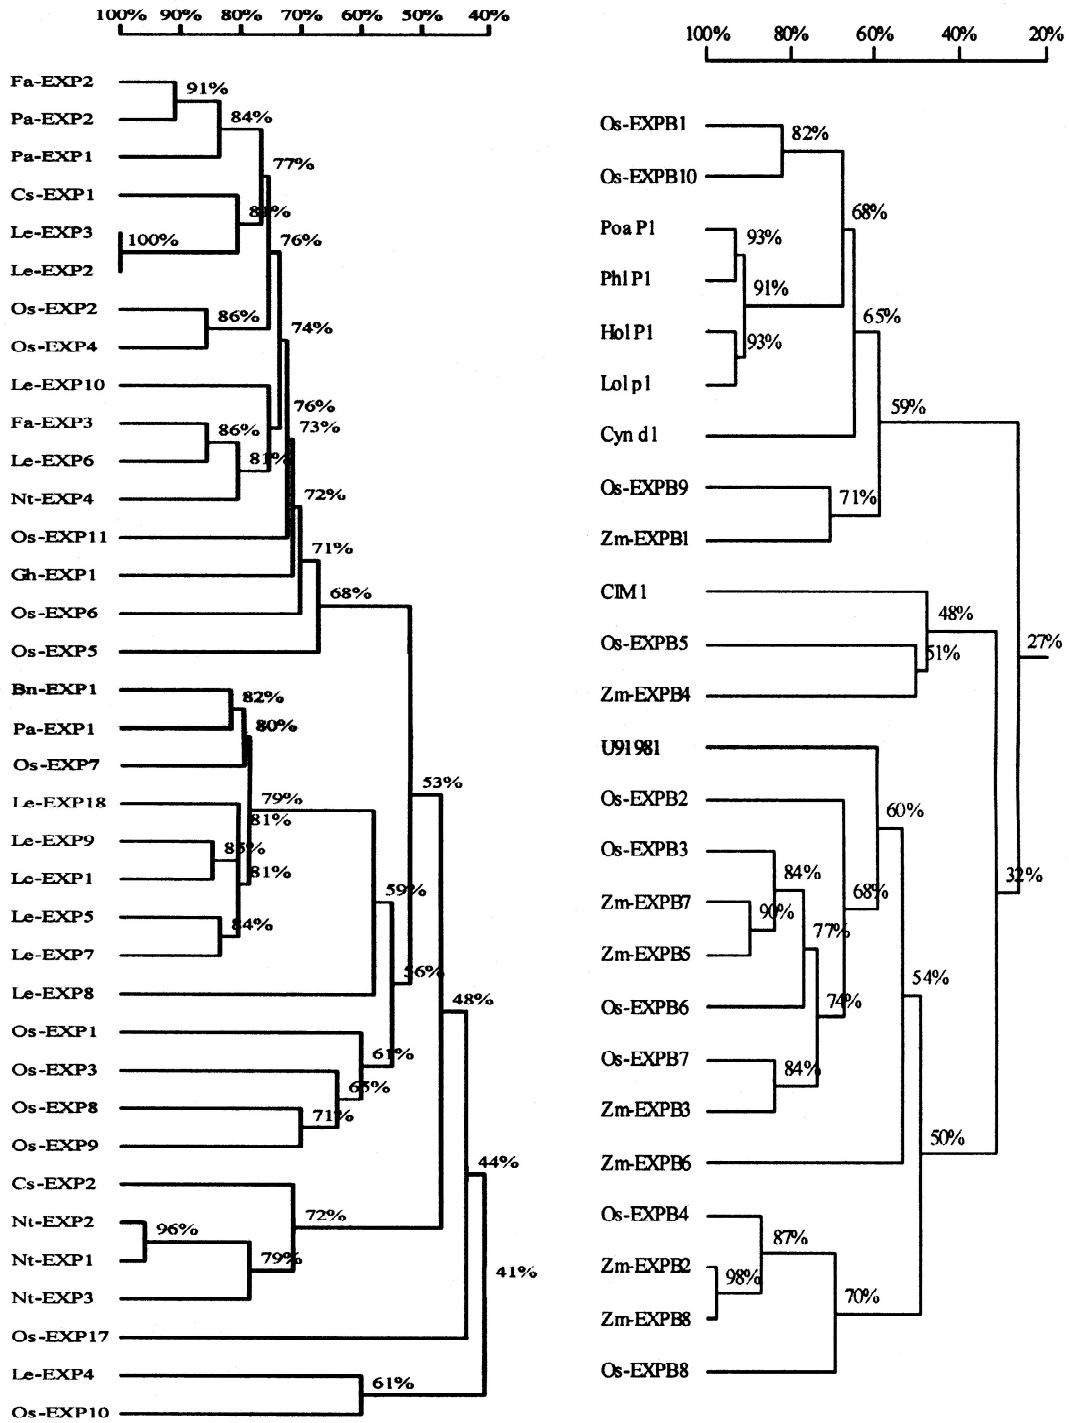 100% 90% 80% 70% 60% 50% 40%
Fa-EXP2
91%
Pa-EXP2
84%
Pa-EXP1
77%
Cs-EXP1
81%
Le-EXP3
100%
76%
Le-EXP2
Os-EXP2
86%
74%
Os-EXP4
Le-EXP10
76%
Fa-EXP3
86%
73%
Le-EXP6
81%
Nt-EXP4
72%
Os-EXP11
71%
Gh-EXP1
68%
Os-EXP6
Os-EXP5
Bn-EXP1
82%
Pa-EXP1
80%
Os-EXP7
53%
Le-EXP18
79%
81%
Le-EXP9
85%
Le-EXP1
81%
59%
Le-EXP5
84%
Le-EXP7
56%
Le-EXP8
48%
Os-EXP1
61%
Os-EXP3
65%
Os-EXP8
71%
Os-EXP9
44%
Cs-EXP2
72%
Nt-EXP2
96%
Nt-EXP1
79%
41%
Nt-EXP3
Os-EXP17
Le-EXP4
61%
Os-EXP10
100% 80% 60% 40% 20%
Os-EXPB1
82%
Os-EXPB10
68%
Poa P1
93%
Phl P1
91%
65%
Hol P1
93%
Lol p1
59%
Cyn d1
Os-EXPB9
71%
Zm-EXPB1
CIM1
48%
Os-EXPB5
51%
27%
Zm-EXPB4
U91981
Os-EXPB2
60%
Os-EXPB3
84%
32%
Zm-EXPB7
90%
68%
77%
Zm-EXPB5
54%
Os-EXPB6
74%
Os-EXPB7
84%
Zm-EXPB3
50%
Zm-EXPB6
Os-EXPB4
87%
Zm-EXPB2
98%
70%
Zm-EXPB8
Os-EXPB8